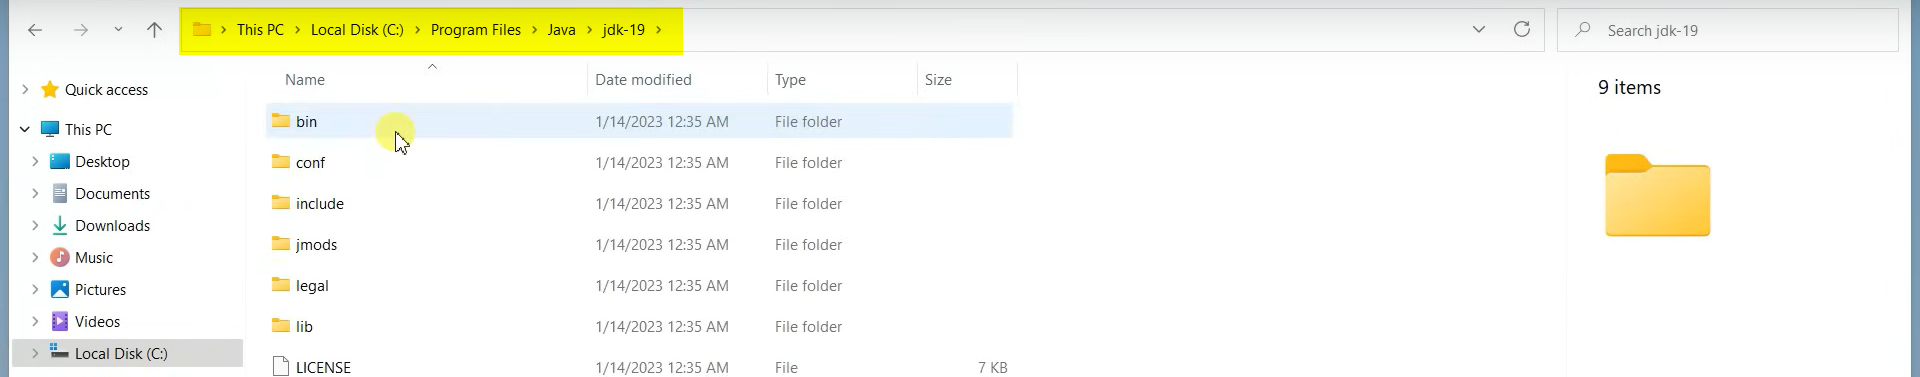 This PC > Local Disk (C:) > Program Files > Java > jdk-19 >
Search jdk-19
Quick access
This PC
Desktop
Documents
Downloads
Music
Pictures
Videos
Local Disk (C:)
Name Date modified Type Size
bin 1/14/2023 12:35 AM File folder
conf 1/14/2023 12:35 AM File folder
include 1/14/2023 12:35 AM File folder
jmods 1/14/2023 12:35 AM File folder
legal 1/14/2023 12:35 AM File folder
lib 1/14/2023 12:35 AM File folder
LICENSE 1/14/2023 12:35 AM File 7 KB
9 items